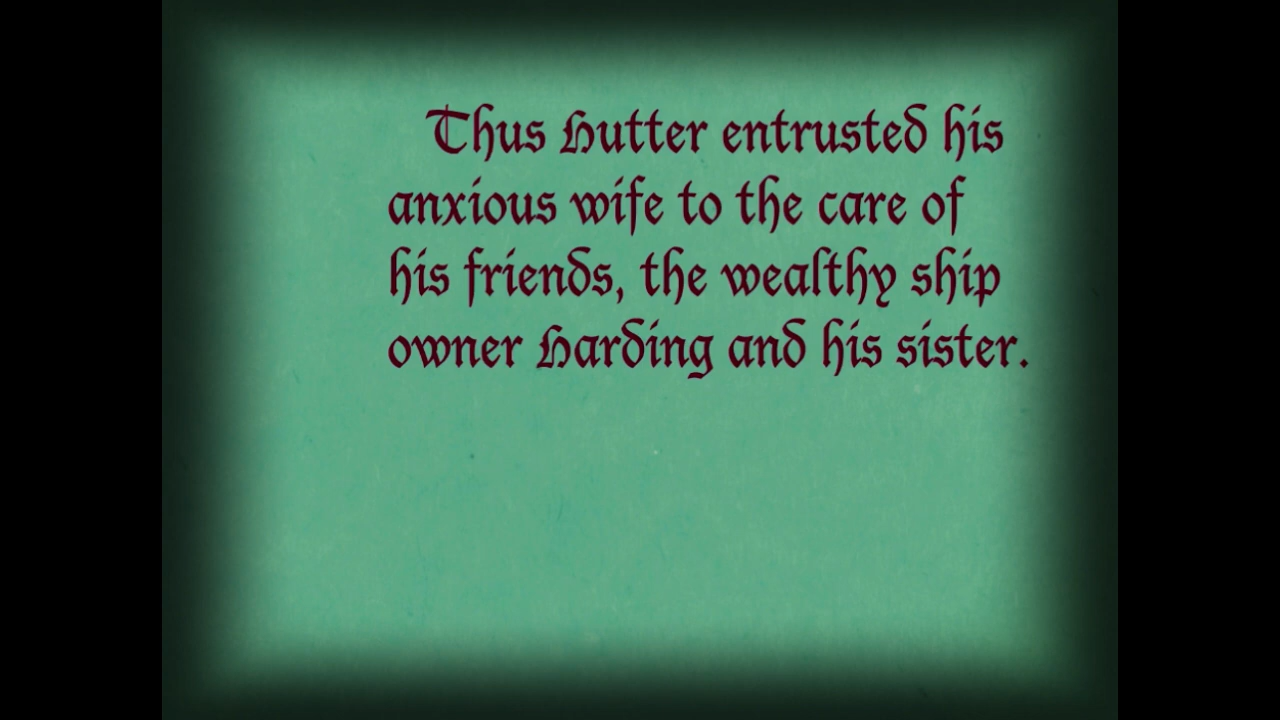 Thus Hutter entrusted his
anxious wife to the care of
his friends, the wealthy ship
owner Harding and his sister.